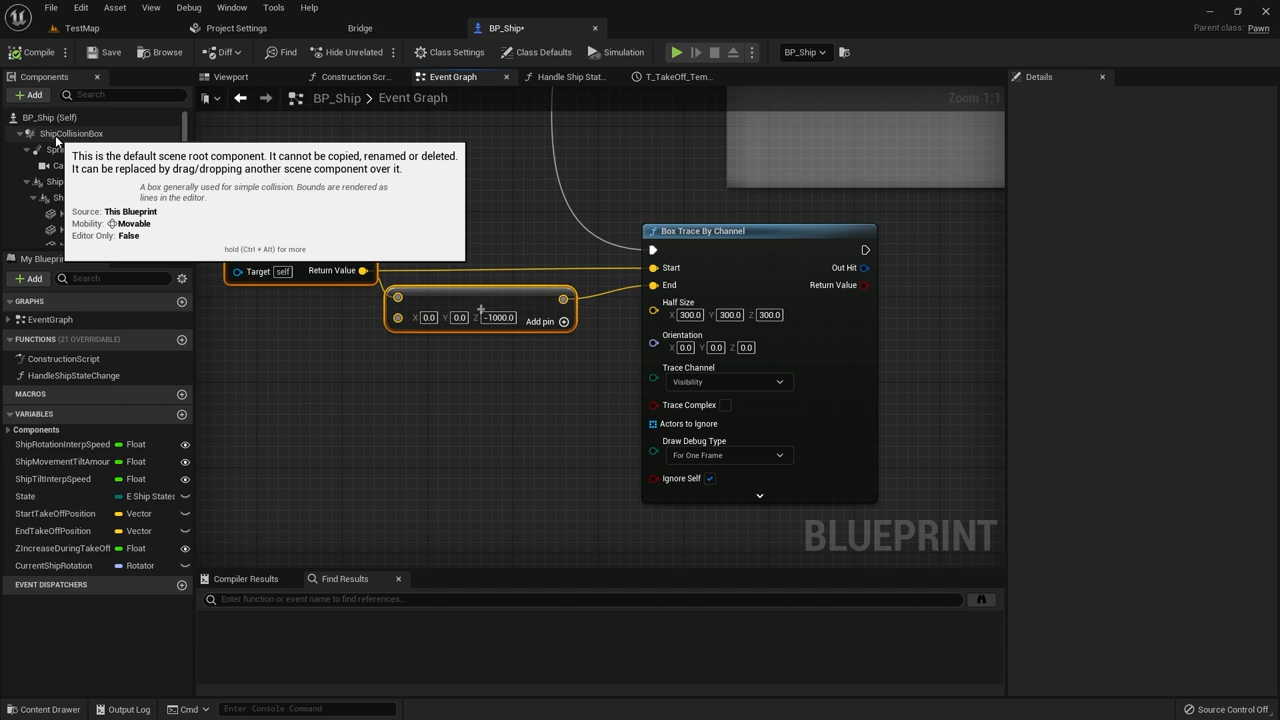 File Edit Asset View Debug Window Tools Help
TestMap Project Settings Bridge BP_Ship* Parent class: Pawn
Compile Save Browse Diff Find Hide Unrelated Class Settings Class Defaults Simulation BP_Ship
Components Viewport Construction Scr... Event Graph Handle Ship Stat... T_TakeOff_Tem... Details
Add Search BP_Ship > Event Graph Zoom 1:1
BP_Ship (Self)
ShipCollisionBox
This is the default scene root component. It cannot be copied, renamed or deleted.
It can be replaced by drag/dropping another scene component over it.
A box generally used for simple collision. Bounds are rendered as
lines in the editor.
Source: This Blueprint
Mobility: Movable
Editor Only: False
hold (Ctrl + Alt) for more
My Blueprin
Add Search
GRAPHS
EventGraph
FUNCTIONS (21 OVERRIDABLE)
ConstructionScript
HandleShipStateChange
MACROS
VARIABLES
Components
ShipRotationInterpSpeed Float
ShipMovementTiltAmour Float
ShipTiltInterpSpeed Float
State E Ship States
StartTakeOffPosition Vector
EndTakeOffPosition Vector
ZIncreaseDuringTakeOff Float
CurrentShipRotation Rotator
EVENT DISPATCHERS
Target self Return Value
X 0.0 Y 0.0 Z -1000.0 Add pin
Box Trace By Channel
Start Out Hit
End Return Value
Half Size
X 300.0 Y 300.0 Z 300.0
Orientation
X 0.0 Y 0.0 Z 0.0
Trace Channel
Visibility
Trace Complex
Actors to Ignore
Draw Debug Type
For One Frame
Ignore Self
BLUEPRINT
Compiler Results Find Results
Enter function or event name to find references...
Content Drawer Output Log Cmd Enter Console Command Source Control Off